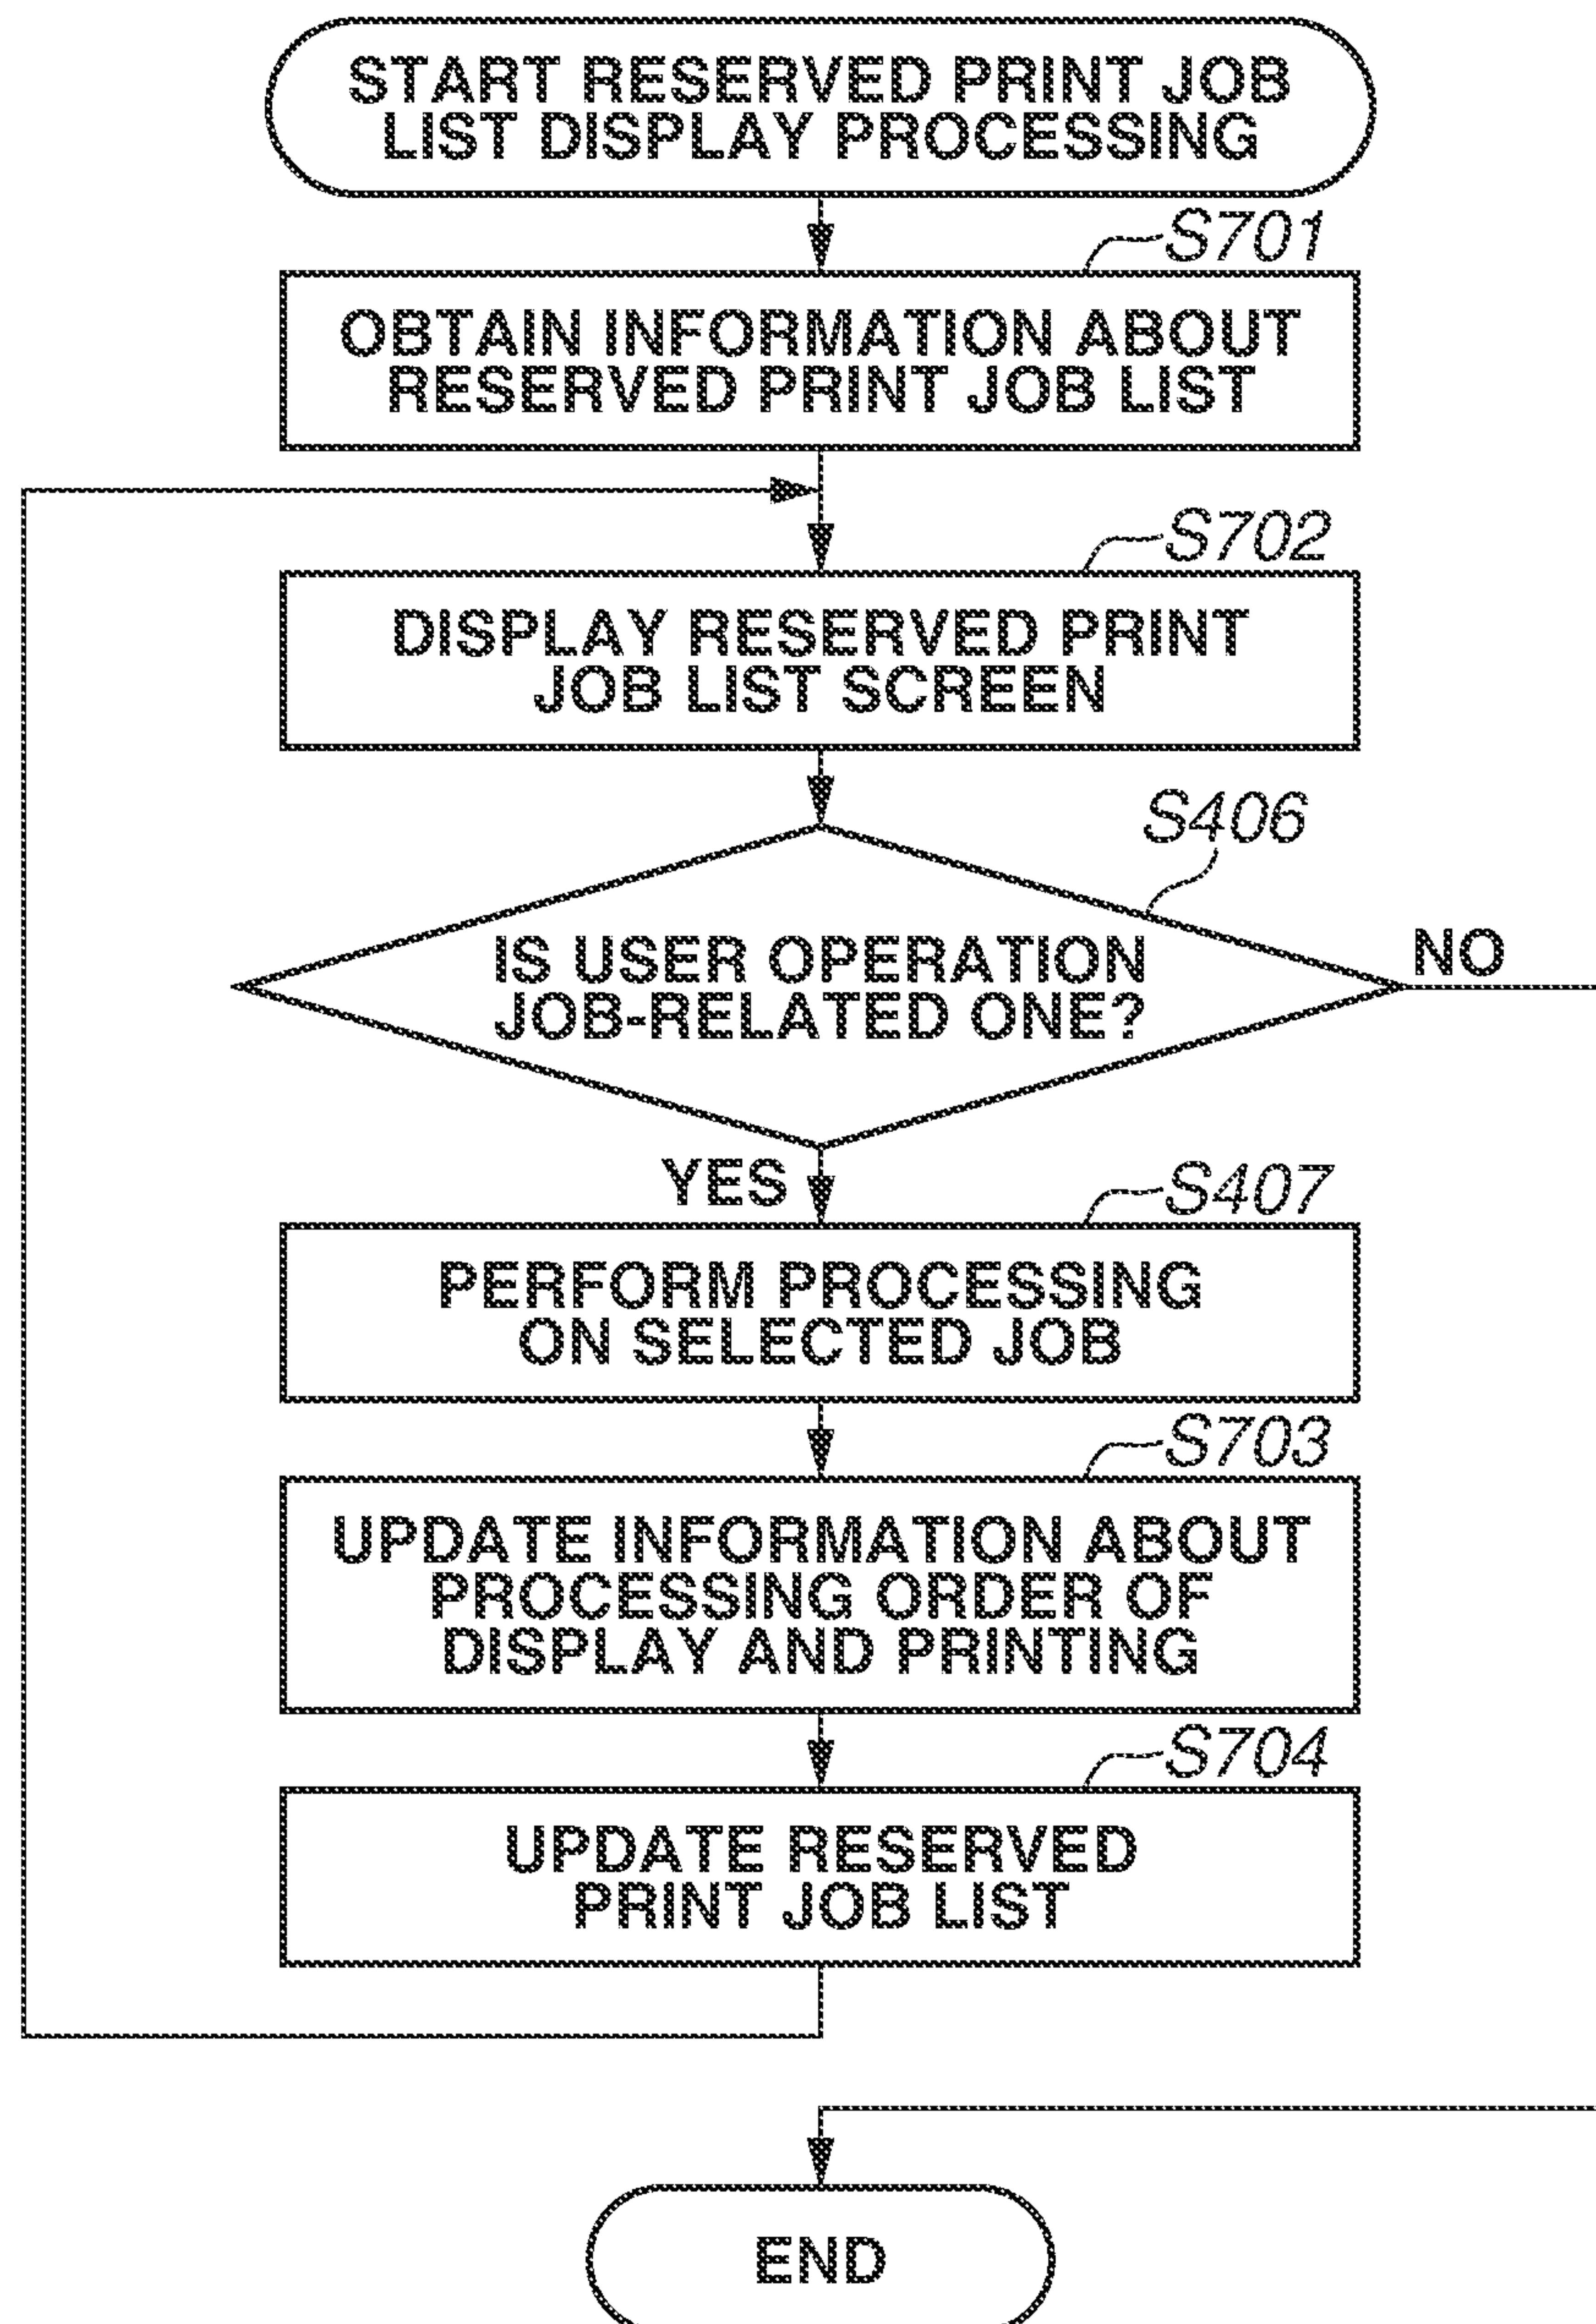 START RESERVED PRINT JOB
LIST DISPLAY PROCESSING
S701
OBTAIN INFORMATION ABOUT
RESERVED PRINT JOB LIST
S702
DISPLAY RESERVED PRINT
JOB LIST SCREEN
S406
IS USER OPERATION
JOB-RELATED ONE?
NO
YES
S407
PERFORM PROCESSING
ON SELECTED JOB
S703
UPDATE INFORMATION ABOUT
PROCESSING ORDER OF
DISPLAY AND PRINTING
S704
UPDATE RESERVED
PRINT JOB LIST
END